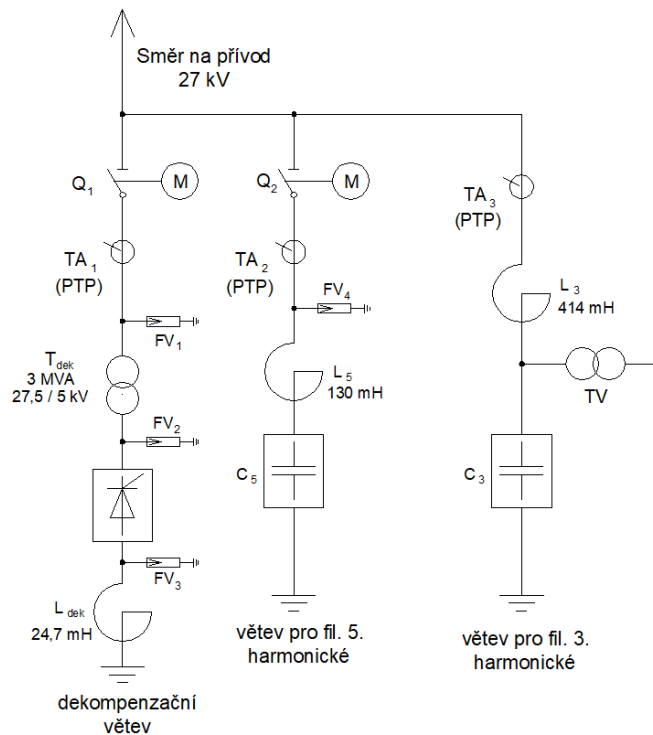 Směr na přívod
27 kV
Q1
M
Q2
M
TA3
(PTP)
TA1
(PTP)
TA2
(PTP)
FV4
L3
414 mH
FV1
Tdek
3 MVA
27,5 / 5 kV
L5
130 mH
TV
FV2
C5
C3
FV3
Ldek
24,7 mH
větev pro fil. 5.
harmonické
větev pro fil. 3.
harmonické
dekompenzační
větev